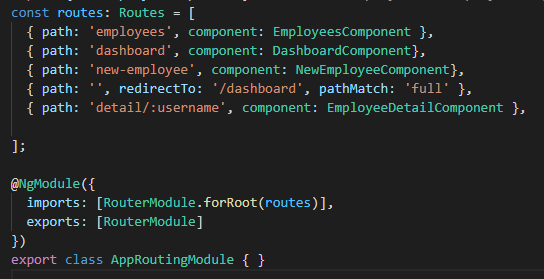 const routes: Routes = [
  { path: 'employees', component: EmployeesComponent },
  { path: 'dashboard', component: DashboardComponent},
  { path: 'new-employee', component: NewEmployeeComponent},
  { path: '', redirectTo: '/dashboard', pathMatch: 'full' },
  { path: 'detail/:username', component: EmployeeDetailComponent },
];
@NgModule({
  imports: [RouterModule.forRoot(routes)],
  exports: [RouterModule]
})
export class AppRoutingModule { }